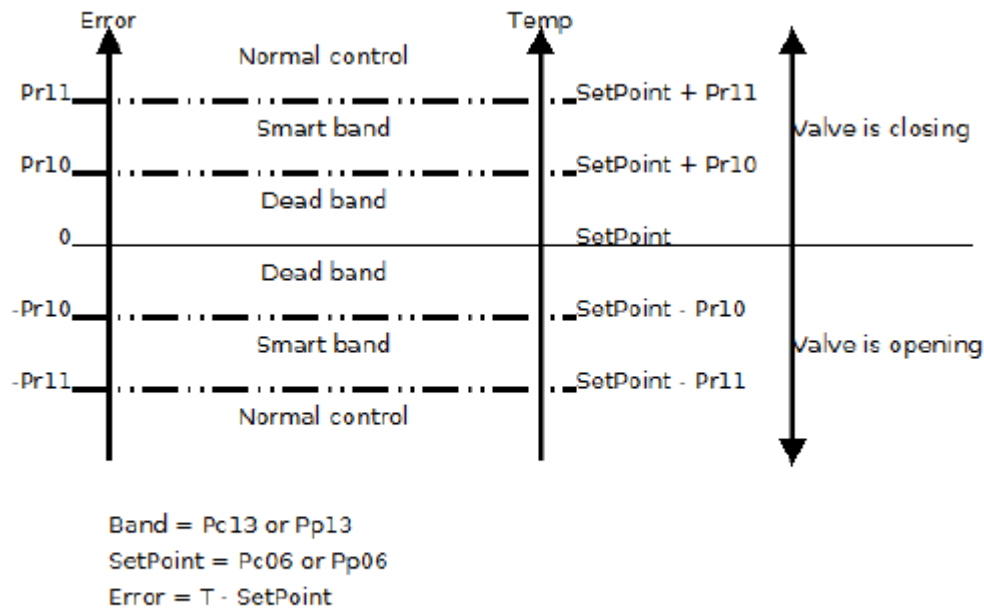 Error Temp
Normal control
Pr11 SetPoint + Pr11
Smart band Valve is closing
Pr10 SetPoint + Pr10
Dead band
0 SetPoint
Dead band
-Pr10 SetPoint - Pr10
Smart band Valve is opening
-Pr11 SetPoint - Pr11
Normal control
Band = Pc13 or Pp13
SetPoint = Pc06 or Pp06
Error = T - SetPoint